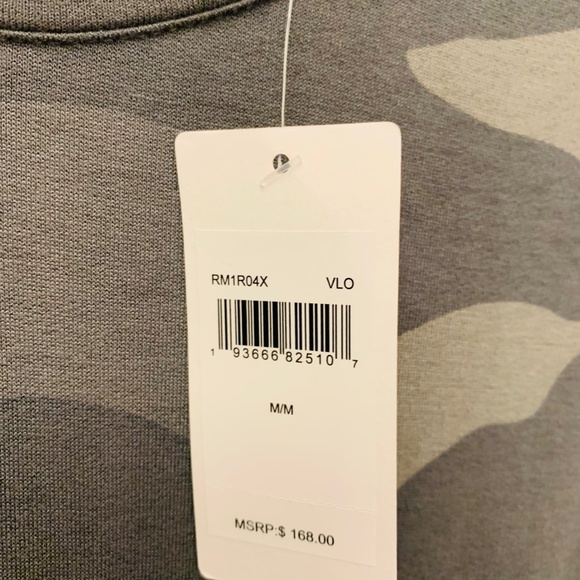 RM1R04X VLO
1 93666 82510 7
M/M
MSRP:$ 168.00